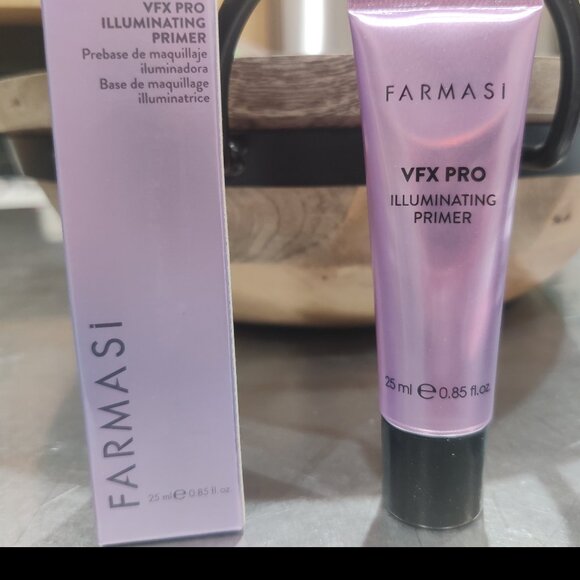 VFX PRO
ILLUMINATING
PRIMER
Prebase de maquillaje
iluminadora
Base de maquillage
illuminatrice
FARMASi
25 ml ℮ 0.85 fl. oz
FARMASi
VFX PRO
ILLUMINATING
PRIMER
25 ml ℮ 0.85 fl.oz